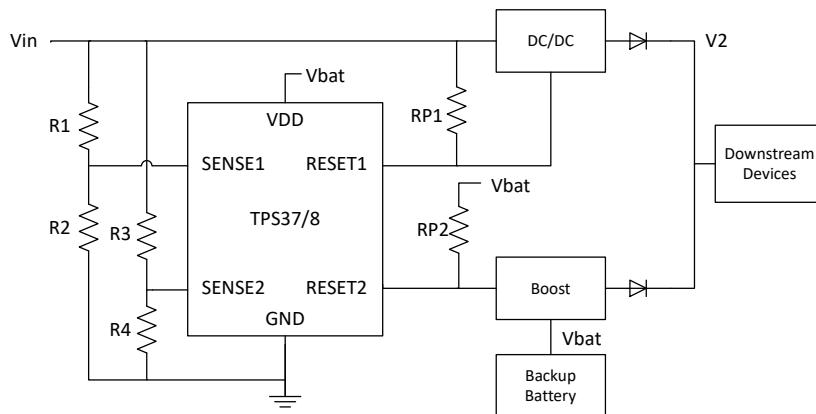 Vin
DC/DC
V2
Vbat
R1
VDD
RP1
SENSE1
RESET1
Downstream
Devices
Vbat
R2
R3
TPS37/8
RP2
SENSE2
RESET2
Boost
R4
GND
Vbat
Backup
Battery